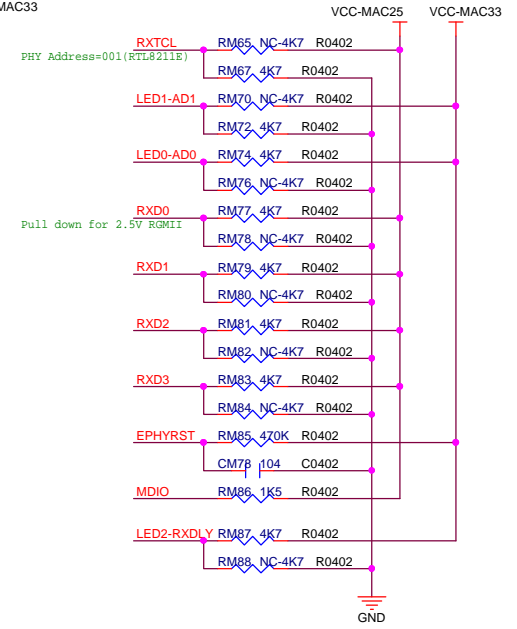 MAC33
VCC-MAC25 VCC-MAC33
RXTCL RM65 NC-4K7 R0402
PHY Address=001(RTL8211E)
RM67 4K7 R0402
LED1-AD1 RM70 NC-4K7 R0402
RM72 4K7 R0402
LED0-AD0 RM74 4K7 R0402
RM76 NC-4K7 R0402
RXD0 RM77 4K7 R0402
Pull down for 2.5V RGMII
RM78 NC-4K7 R0402
RXD1 RM79 4K7 R0402
RM80 NC-4K7 R0402
RXD2 RM81 4K7 R0402
RM82 NC-4K7 R0402
RXD3 RM83 4K7 R0402
RM84 NC-4K7 R0402
EPHYRST RM85 470K R0402
CM78 104 C0402
MDIO RM86 1K5 R0402
LED2-RXDLY RM87 4K7 R0402
RM88 NC-4K7 R0402
GND